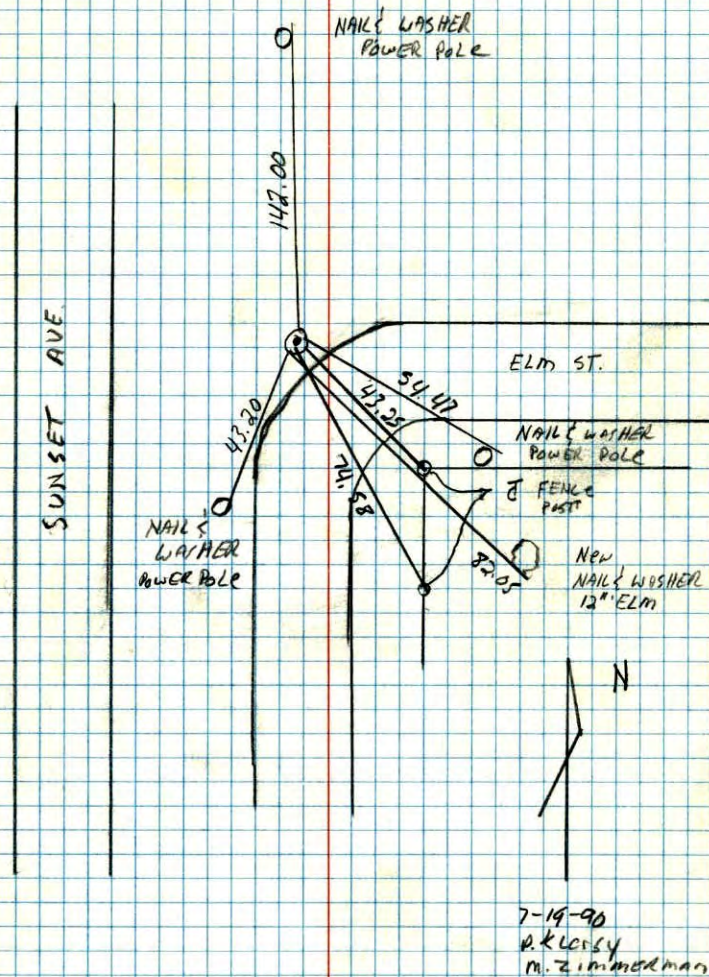 NAIL & WASHER
POWER POLE
142.00
SUNSET AVE.
ELM ST.
54.47
43.25
43.20
74.58
NAIL & WASHER
POWER POLE
FENCE
POST
NAIL &
WASHER
POWER POLE
82.05
NEW
NAIL & WASHER
12" ELM
N
7-19-90
M. ZIMMERMAN